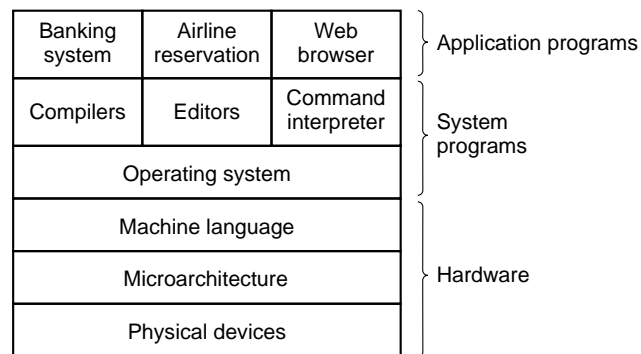 Banking
system
Airline
reservation
Web
browser
Application programs
Compilers
Editors
Command
interpreter
System
programs
Operating system
Machine language
Microarchitecture
Hardware
Physical devices